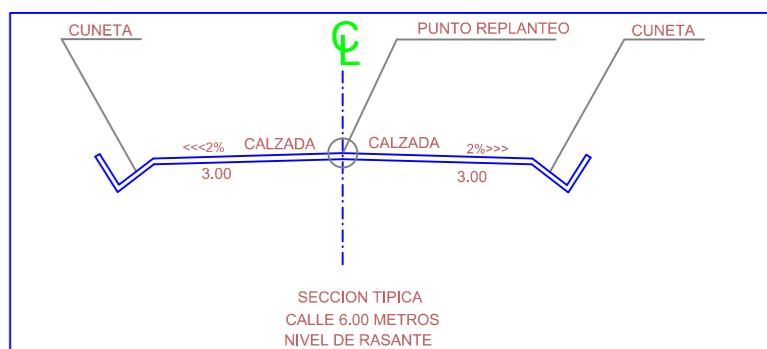 CUNETA
CL
PUNTO REPLANTEO
CUNETA
<<<2%
CALZADA
CALZADA
2%>>>
3.00
3.00
SECCION TIPICA
CALLE 6.00 METROS
NIVEL DE RASANTE